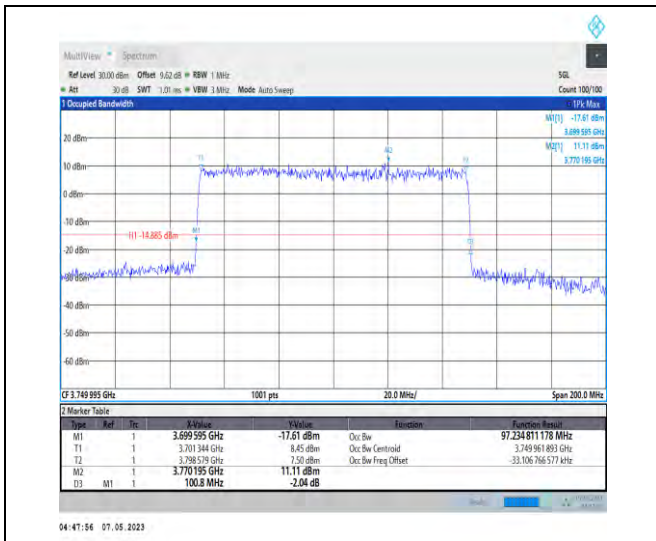 MultiView Spectrum
Ref Level 30.00 dBm Offset 9.62 dB RBW 1 MHz SGL
Att 30 dB SWT 1.01 ms VBW 3 MHz Mode Auto Sweep Count 100/100
1 Occupied Bandwidth 1Pk Max
M1[1] -17.61 dBm
3.699 595 GHz
M2[1] 11.11 dBm
3.770 195 GHz
20 dBm
M2
T1
10 dBm
0 dBm
-10 dBm
H1 -14.885 dBm
M1
D3
-30 dBm
-40 dBm
-50 dBm
-60 dBm
CF 3.749 995 GHz 1001 pts 20.0 MHz/ Span 200.0 MHz
2 Marker Table
Type Ref Trc X-Value Y-Value Function Function Result
M1 1 3.699 595 GHz -17.61 dBm Occ Bw 97.234 811 178 MHz
T1 1 3.701 344 GHz 8.45 dBm Occ Bw Centroid 3.749 961 893 GHz
T2 1 3.798 579 GHz 7.50 dBm Occ Bw Freq Offset -33.106 766 577 kHz
M2 1 3.770 195 GHz 11.11 dBm
D3 M1 1 100.8 MHz -2.04 dB
04:47:56 07.05.2023